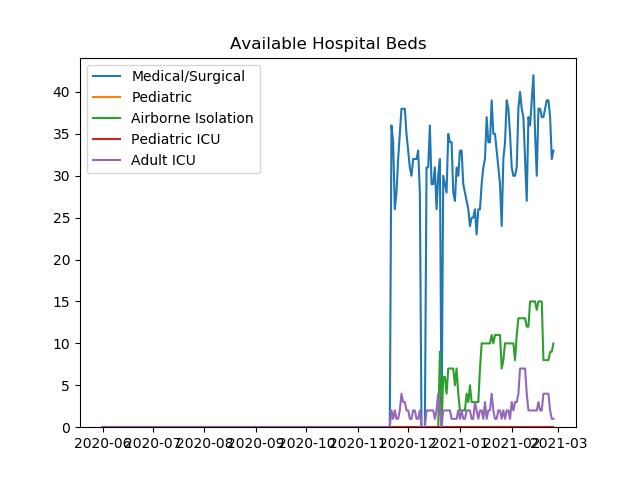 Available Hospital Beds
Medical/Surgical
Pediatric
Airborne Isolation
Pediatric ICU
Adult ICU
40
35
30
25
20
15
10
5
0
2020-06 2020-07 2020-08 2020-09 2020-10 2020-11 2020-12 2021-01 2021-02 2021-03